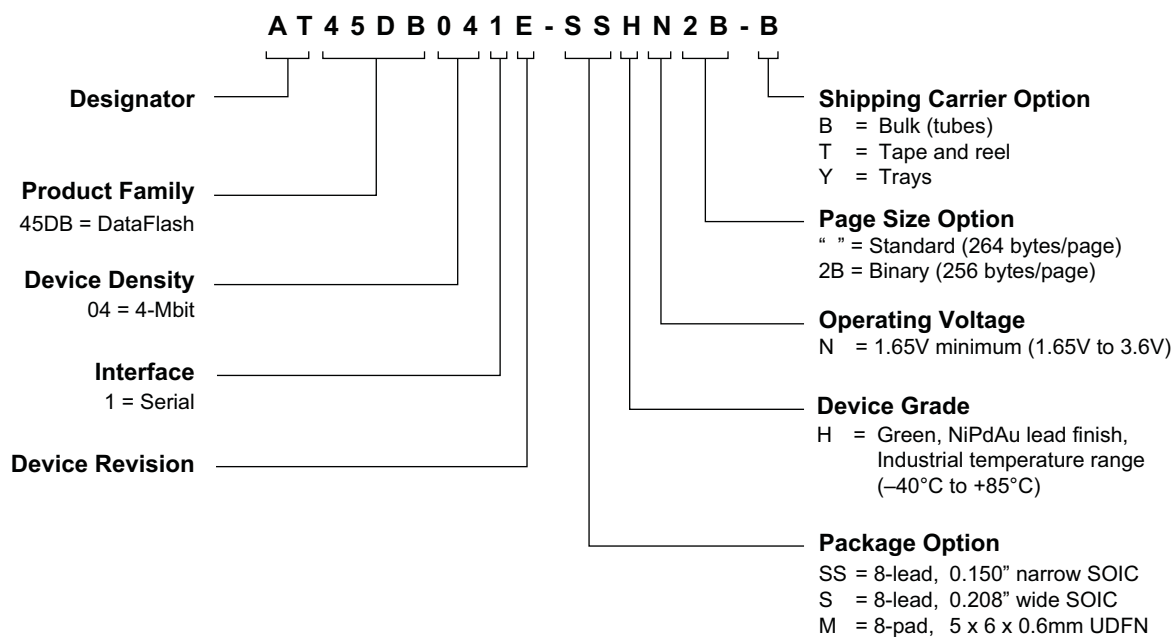 A T 4 5 D B 0 4 1 E - S S H N 2 B - B
Designator
Product Family
45DB = DataFlash
Device Density
04 = 4-Mbit
Interface
1 = Serial
Device Revision
Shipping Carrier Option
B = Bulk (tubes)
T = Tape and reel
Y = Trays
Page Size Option
“ ” = Standard (264 bytes/page)
2B = Binary (256 bytes/page)
Operating Voltage
N = 1.65V minimum (1.65V to 3.6V)
Device Grade
H = Green, NiPdAu lead finish,
Industrial temperature range
(–40°C to +85°C)
Package Option
SS = 8-lead, 0.150” narrow SOIC
S = 8-lead, 0.208” wide SOIC
M = 8-pad, 5 x 6 x 0.6mm UDFN